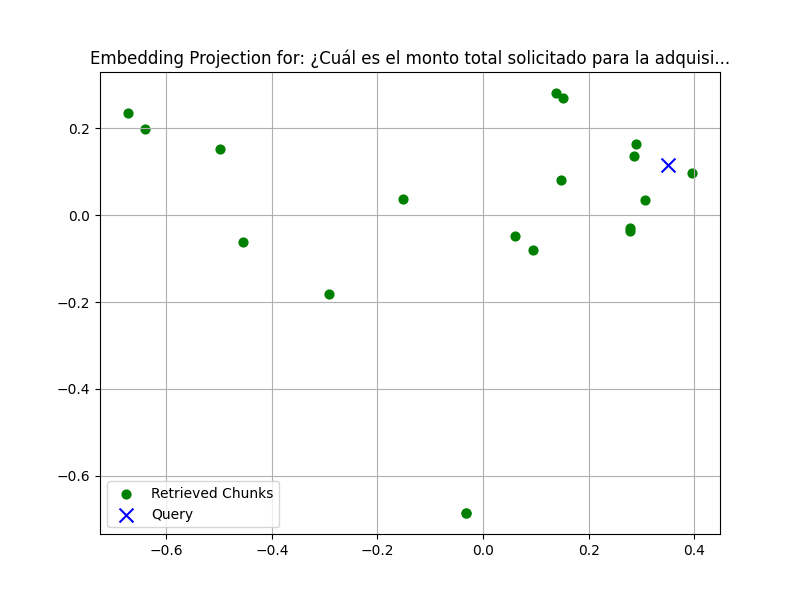 Embedding Projection for: ¿Cuál es el monto total solicitado para la adquisi...
0.2
0.0
−0.2
−0.4
−0.6
Retrieved Chunks
Query
−0.6 −0.4 −0.2 0.0 0.2 0.4